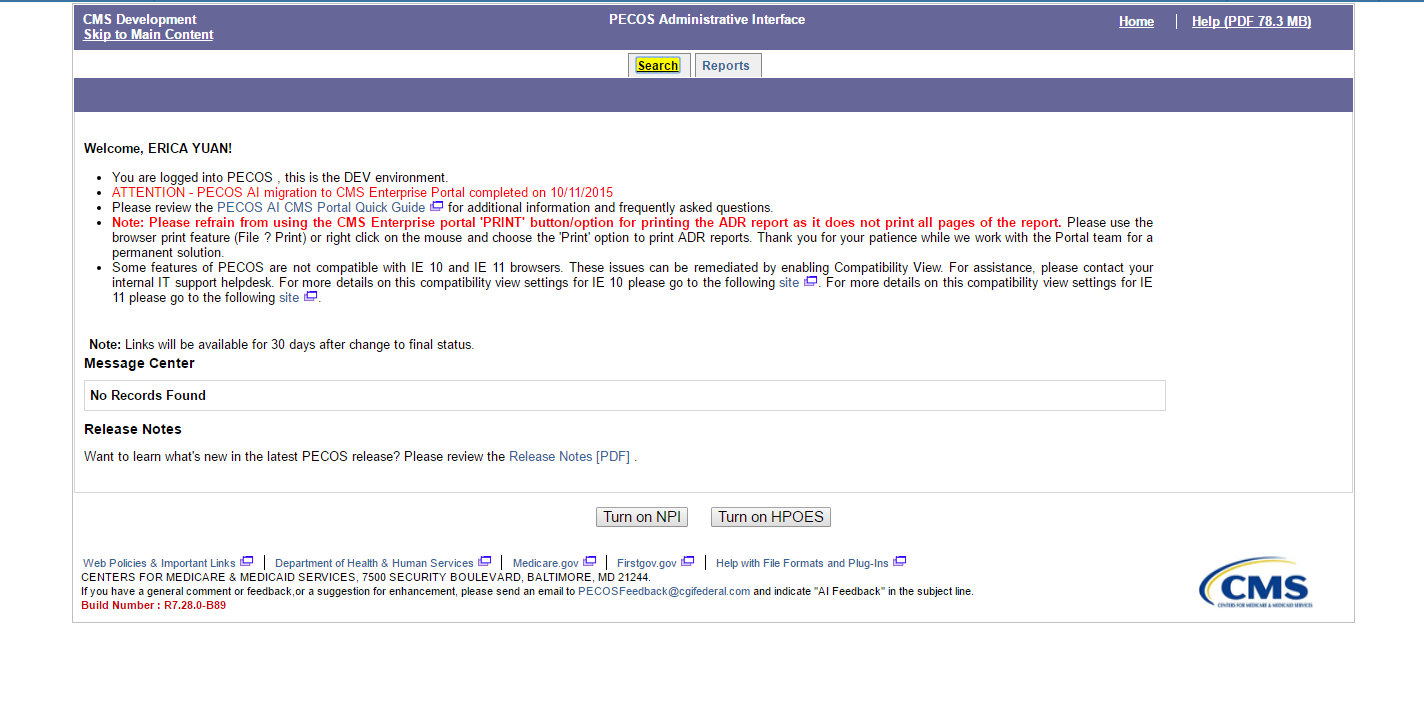 CMS Development
Skip to Main Content
PECOS Administrative Interface
Home
Help (PDF 78.3 MB)
Search
Reports
Welcome, ERICA YUAN!
You are logged into PECOS , this is the DEV environment.
ATTENTION - PECOS AI migration to CMS Enterprise Portal completed on 10/11/2015
Please review the PECOS AI CMS Portal Quick Guide for additional information and frequently asked questions.
Note: Please refrain from using the CMS Enterprise portal 'PRINT' button/option for printing the ADR report as it does not print all pages of the report. Please use the
browser print feature (File ? Print) or right click on the mouse and choose the 'Print' option to print ADR reports. Thank you for your patience while we work with the Portal team for a
permanent solution.
Some features of PECOS are not compatible with IE 10 and IE 11 browsers. These issues can be remediated by enabling Compatibility View. For assistance, please contact your
internal IT support helpdesk. For more details on this compatibility view settings for IE 10 please go to the following site . For more details on this compatibility view settings for IE
11 please go to the following site .
Note: Links will be available for 30 days after change to final status.
Message Center
No Records Found
Release Notes
Want to learn what's new in the latest PECOS release? Please review the Release Notes [PDF] .
Turn on NPI
Turn on HPOES
Web Policies & Important Links
Department of Health & Human Services
Medicare.gov
Firstgov.gov
Help with File Formats and Plug-Ins
CENTERS FOR MEDICARE & MEDICAID SERVICES, 7500 SECURITY BOULEVARD, BALTIMORE, MD 21244.
If you have a general comment or feedback,or a suggestion for enhancement, please send an email to PECOSFeedback@cgifederal.com and indicate "AI Feedback" in the subject line.
Build Number : R7.28.0-B89
CMS
CENTERS FOR MEDICARE & MEDICAID SERVICES